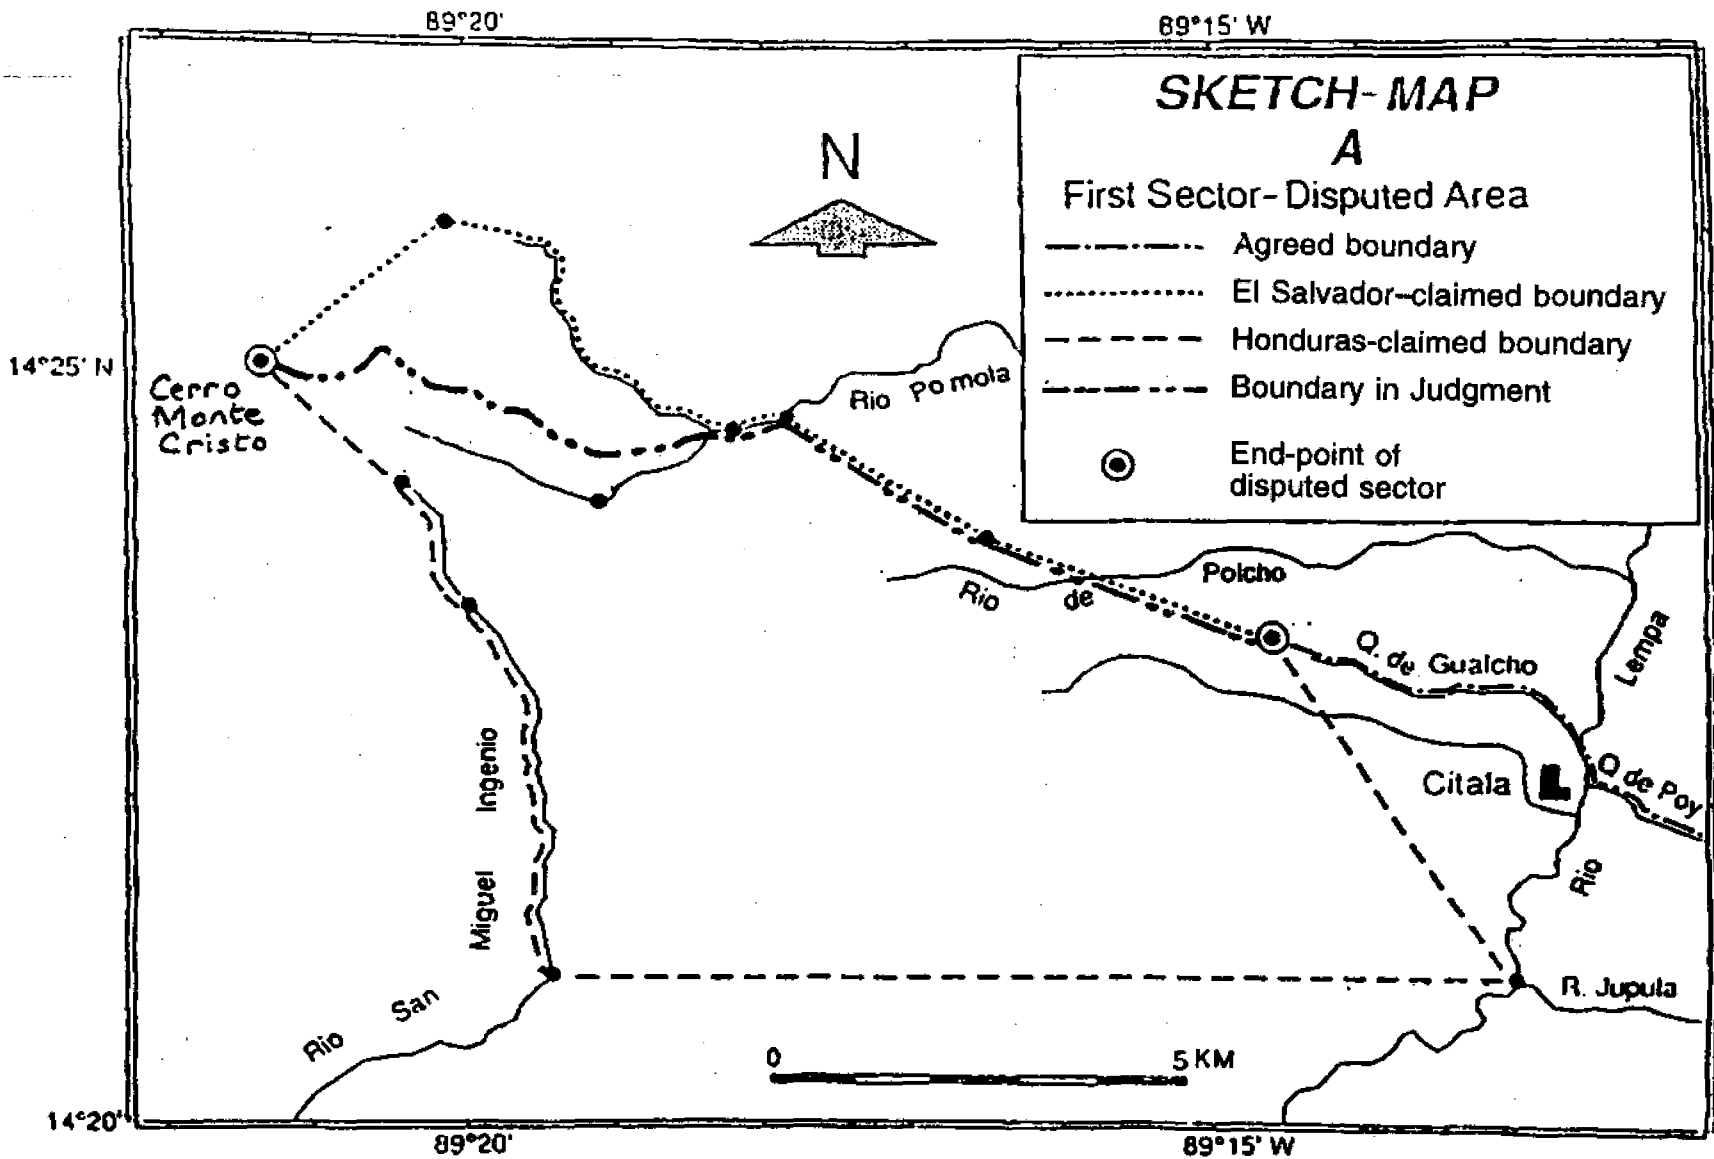 89°20'
89°15' W
SKETCH-MAP
A
First Sector-Disputed Area
Agreed boundary
El Salvador-claimed boundary
Honduras-claimed boundary
Boundary in Judgment
End-point of
disputed sector
N
14°25' N
Cerro
Monte
Cristo
Rio Pomola
Rio de Polcho
Q. de Gualcho
Lempa
Citala
Q de Poy
Rio
Rio San Miguel Ingenio
R. Jupula
0 5 KM
14°20'
89°20'
89°15' W